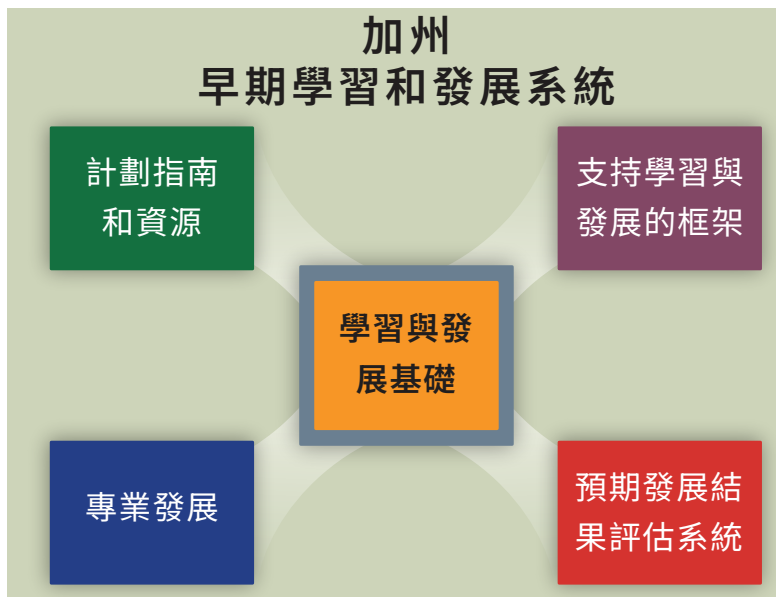 加州
早期學習和發展系統
計劃指南
和資源
支持學習與
發展的框架
學習與發
展基礎
專業發展
預期發展結
果評估系統